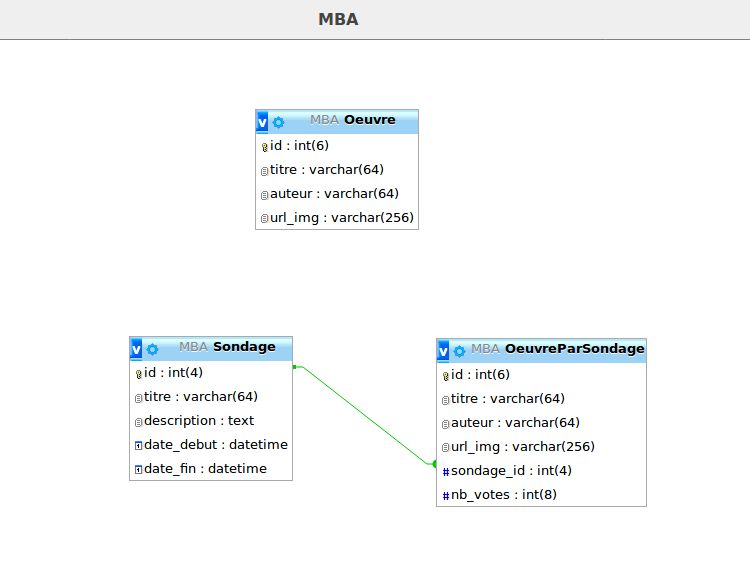 MBA
v MBA Oeuvre
id : int(6)
titre : varchar(64)
auteur : varchar(64)
url_img : varchar(256)
v MBA Sondage
id : int(4)
titre : varchar(64)
description : text
date_debut : datetime
date_fin : datetime
v MBA OeuvreParSondage
id : int(6)
titre : varchar(64)
auteur : varchar(64)
url_img : varchar(256)
# sondage_id : int(4)
# nb_votes : int(8)